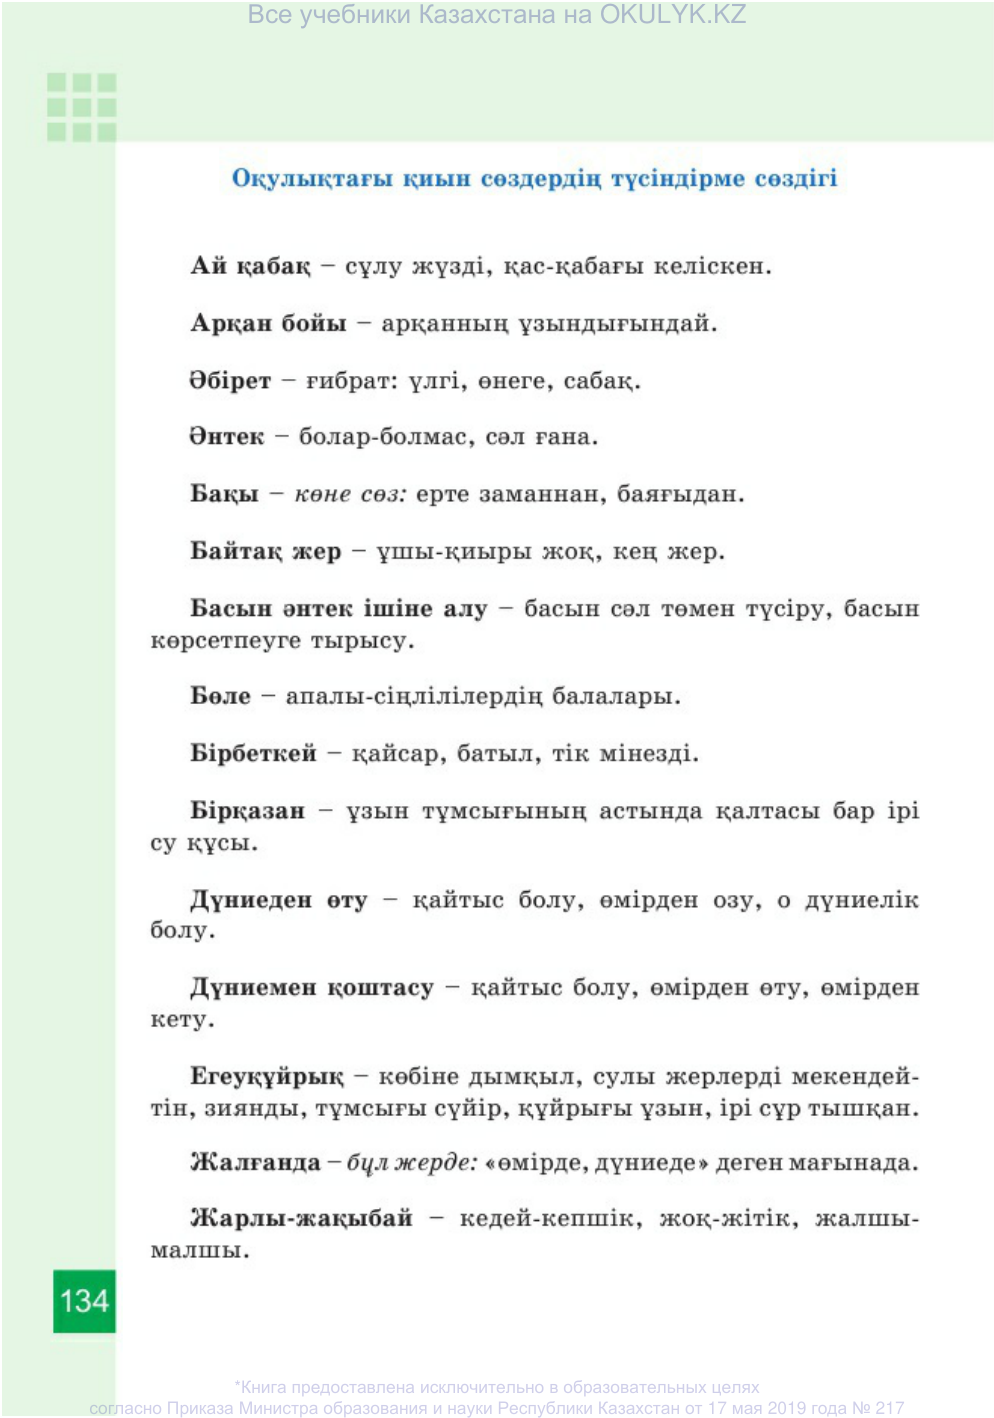 Все учебники Казахстана на OKULYK.KZ
Оқулықтағы қиын сөздердің түсіндірме сөздігі
Ай қабақ – сұлу жүзді, қас-қабағы келіскен.
Арқан бойы – арқанның ұзындығындай.
Әбірет – ғибрат: үлгі, өнеге, сабақ.
Әнтек – болар-болмас, сәл ғана.
Бақы – көне сөз: ерте заманнан, баяғыдан.
Байтақ жер – ұшы-қиыры жоқ, кең жер.
Басын әнтек ішіне алу – басын сәл төмен түсіру, басын
көрсетпеуге тырысу.
Бөле – апалы-сіңлілілердің балалары.
Бірбеткей – қайсар, батыл, тік мінезді.
Бірқазан – ұзын тұмсығының астында қалтасы бар ірі
су құсы.
Дүниеден өту – қайтыс болу, өмірден озу, о дүниелік
болу.
Дүниемен қоштасу – қайтыс болу, өмірден өту, өмірден
кету.
Егеуқұйрық – көбіне дымқыл, сулы жерлерді мекендей-
тін, зиянды, тұмсығы сүйір, құйрығы ұзын, ірі сұр тышқан.
Жалғанда – бұл жерде: «өмірде, дүниеде» деген мағынада.
Жарлы-жақыбай – кедей-кепшік, жоқ-жітік, жалшы-
малшы.
134
*Книга предоставлена исключительно в образовательных целях
согласно Приказа Министра образования и науки Республики Казахстан от 17 мая 2019 года № 217